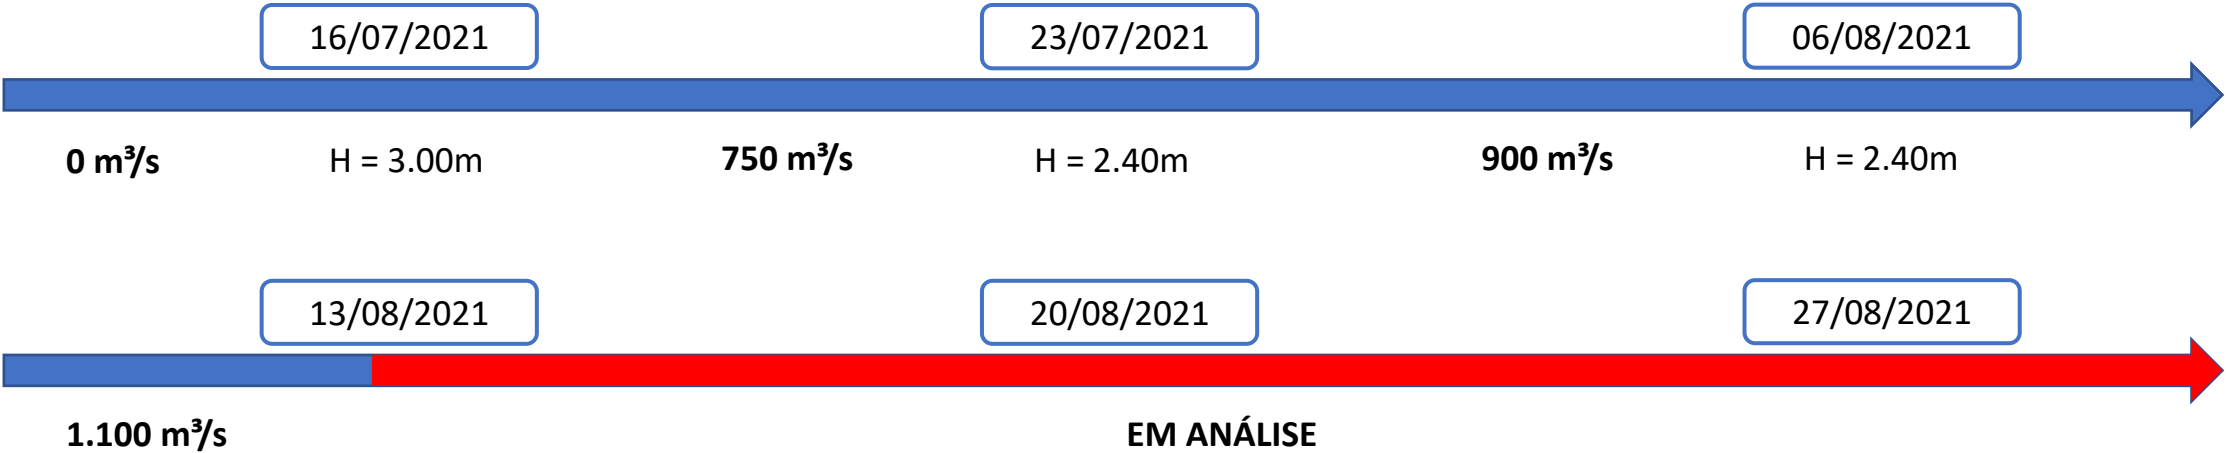 16/07/2021 23/07/2021 06/08/2021
0 m³/s H = 3.00m 750 m³/s H = 2.40m 900 m³/s H = 2.40m
13/08/2021 20/08/2021 27/08/2021
1.100 m³/s EM ANÁLISE